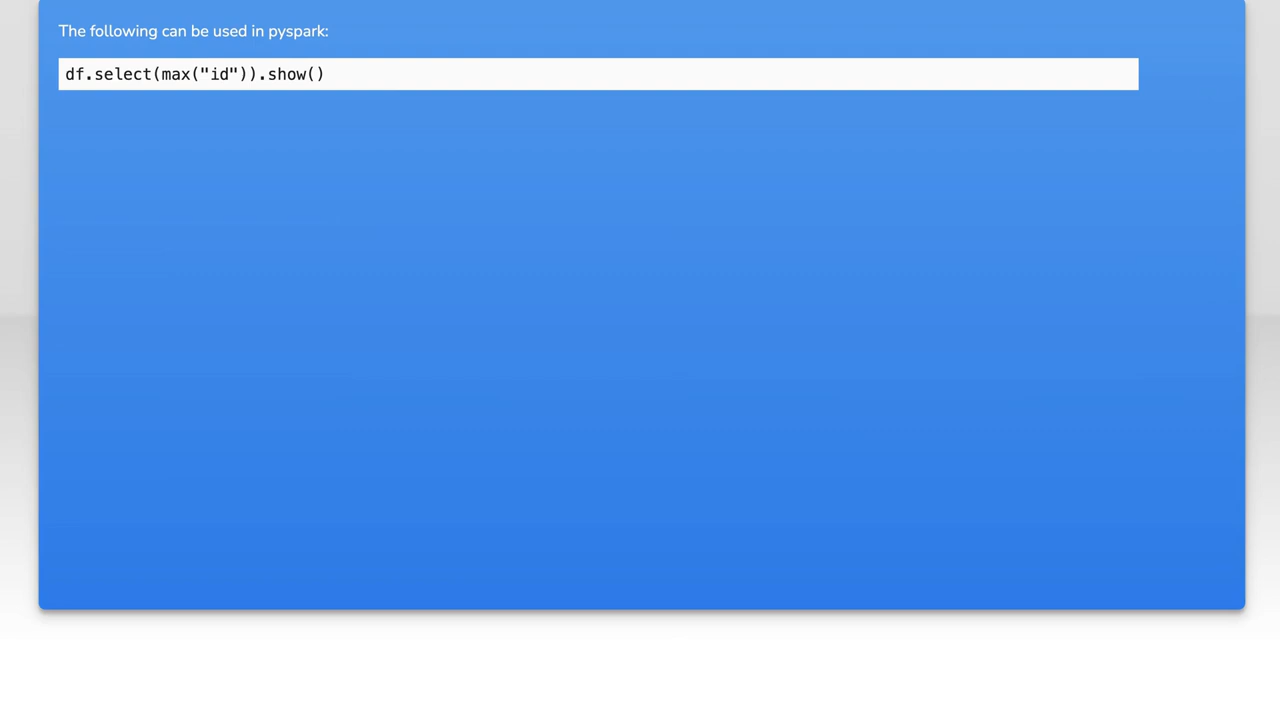 The following can be used in pyspark:
df.select(max("id")).show()